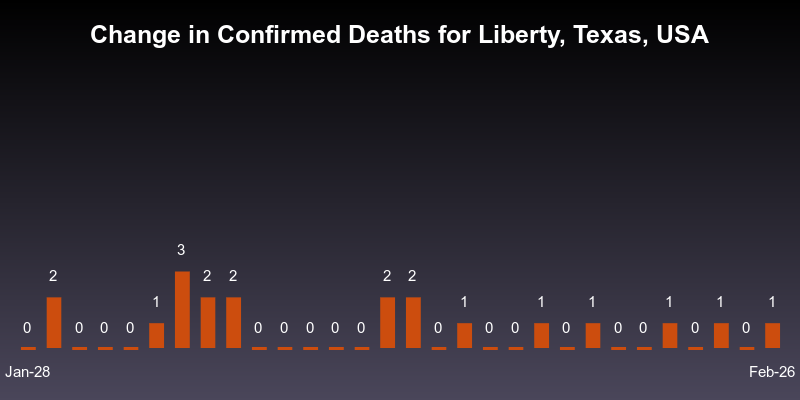 Change in Confirmed Deaths for Liberty, Texas, USA
0 2 0 0 0 1 3 2 2 0 0 0 0 0 2 2 0 1 0 0 1 0 1 0 0 1 0 1 0 1
Jan-28 Feb-26